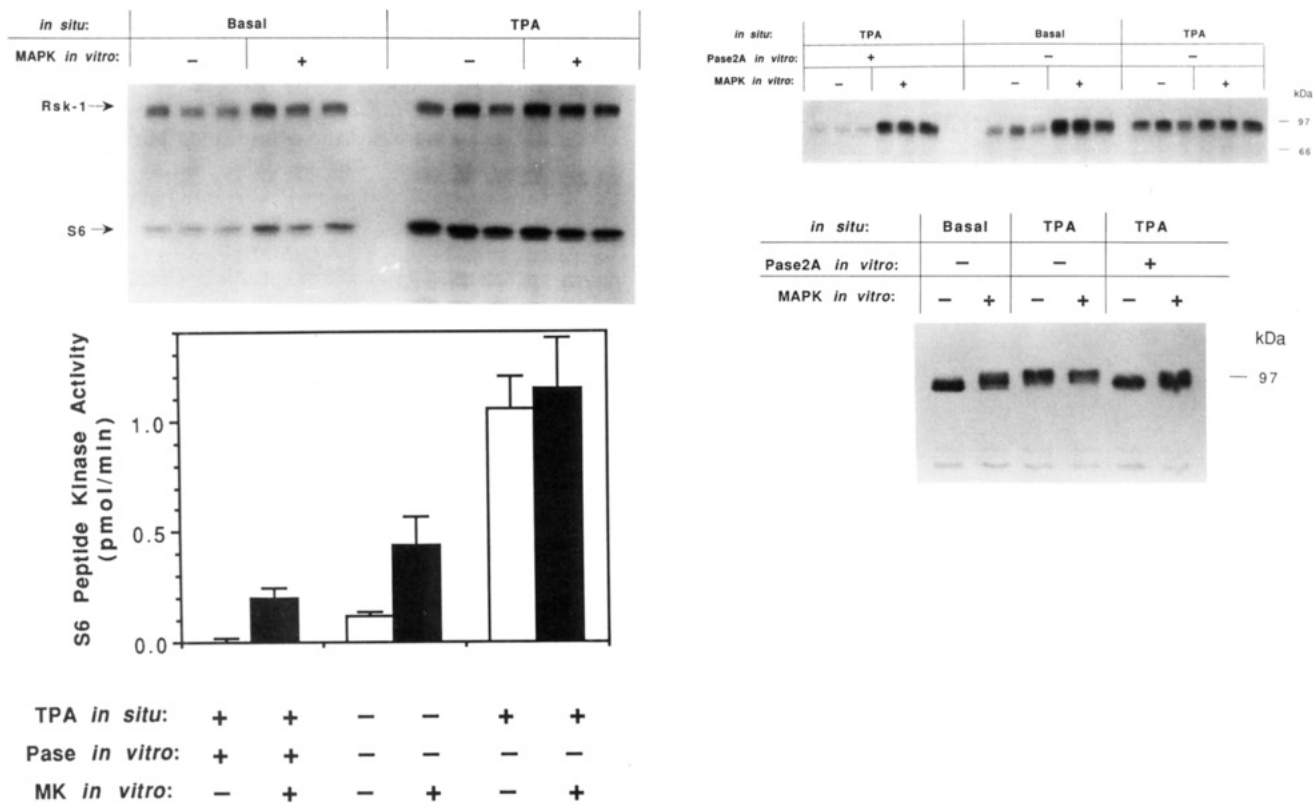 in situ: Basal TPA
MAPK in vitro: – + – +
Rsk-1→
S6 →
S6 Peptide Kinase Activity
(pmol/min)
1.0
0.5
0.0
TPA in situ: + + – – + +
Pase in vitro: + + – – – –
MK in vitro: – + – + – +
in situ: TPA Basal TPA
Pase2A in vitro: + – –
MAPK in vitro: – + – + – +
kDa
97
66
in situ: Basal TPA TPA
Pase2A in vitro: – – +
MAPK in vitro: – + – + – +
kDa
97